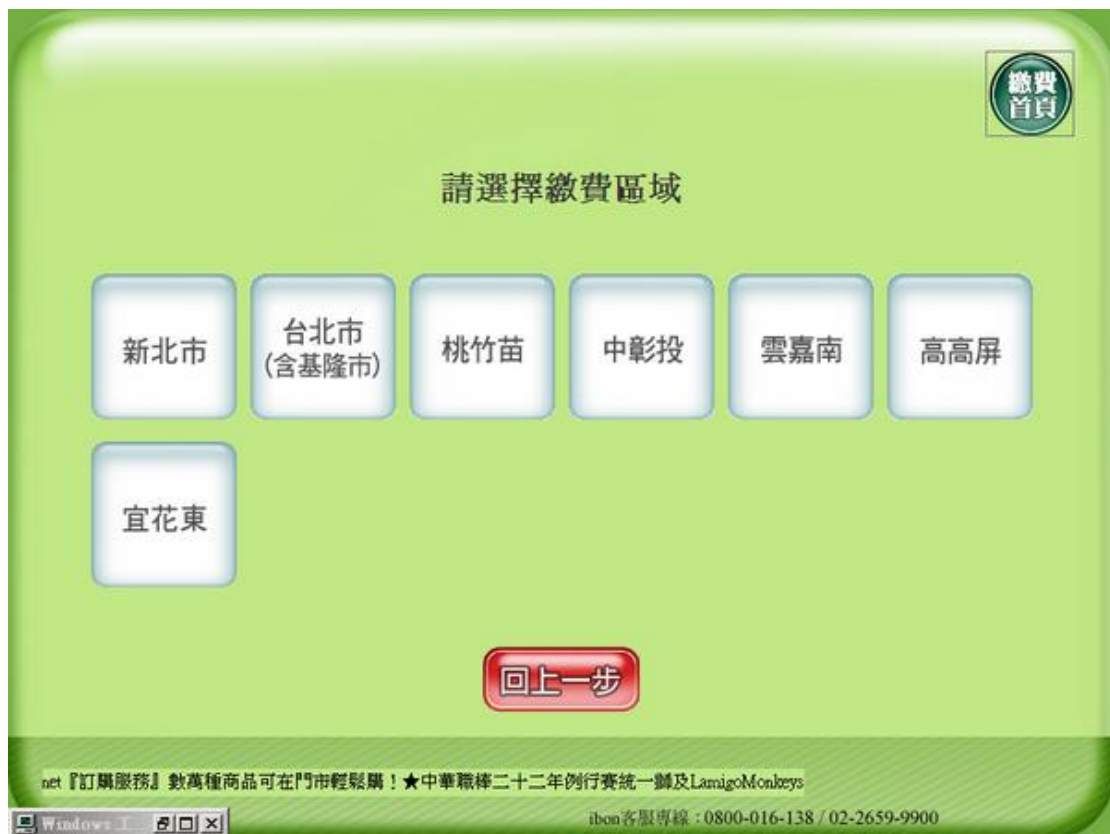 繳費
首頁
請選擇繳費區域
新北市
台北市
(含基隆市)
桃竹苗
中彰投
雲嘉南
高高屏
宜花東
回上一步
net『訂購服務』數萬種商品可在門市輕鬆購！★中華職棒二十二年例行賽統一獅及LamigoMonkeys
Windows 工...
ibon客服專線：0800-016-138 / 02-2659-9900